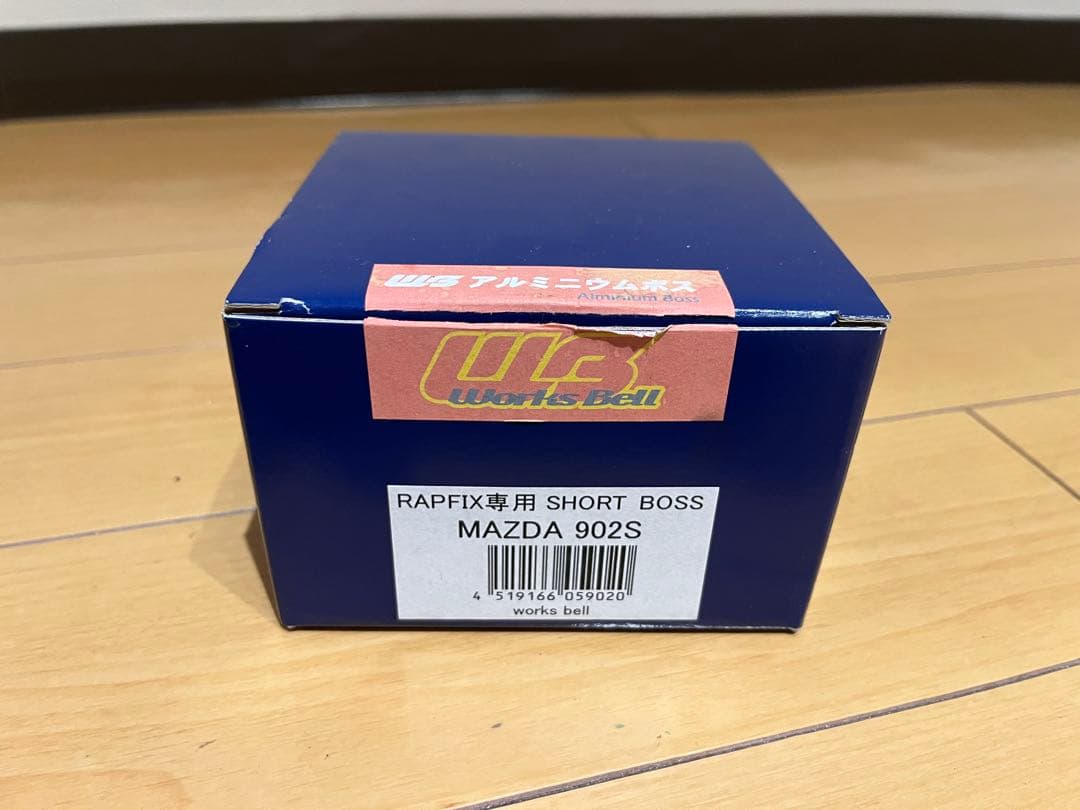 WB アルミニウムボス
Alminium Boss
WB
Works Bell
RAPFIX専用 SHORT BOSS
MAZDA 902S
4 519166 059020
works bell